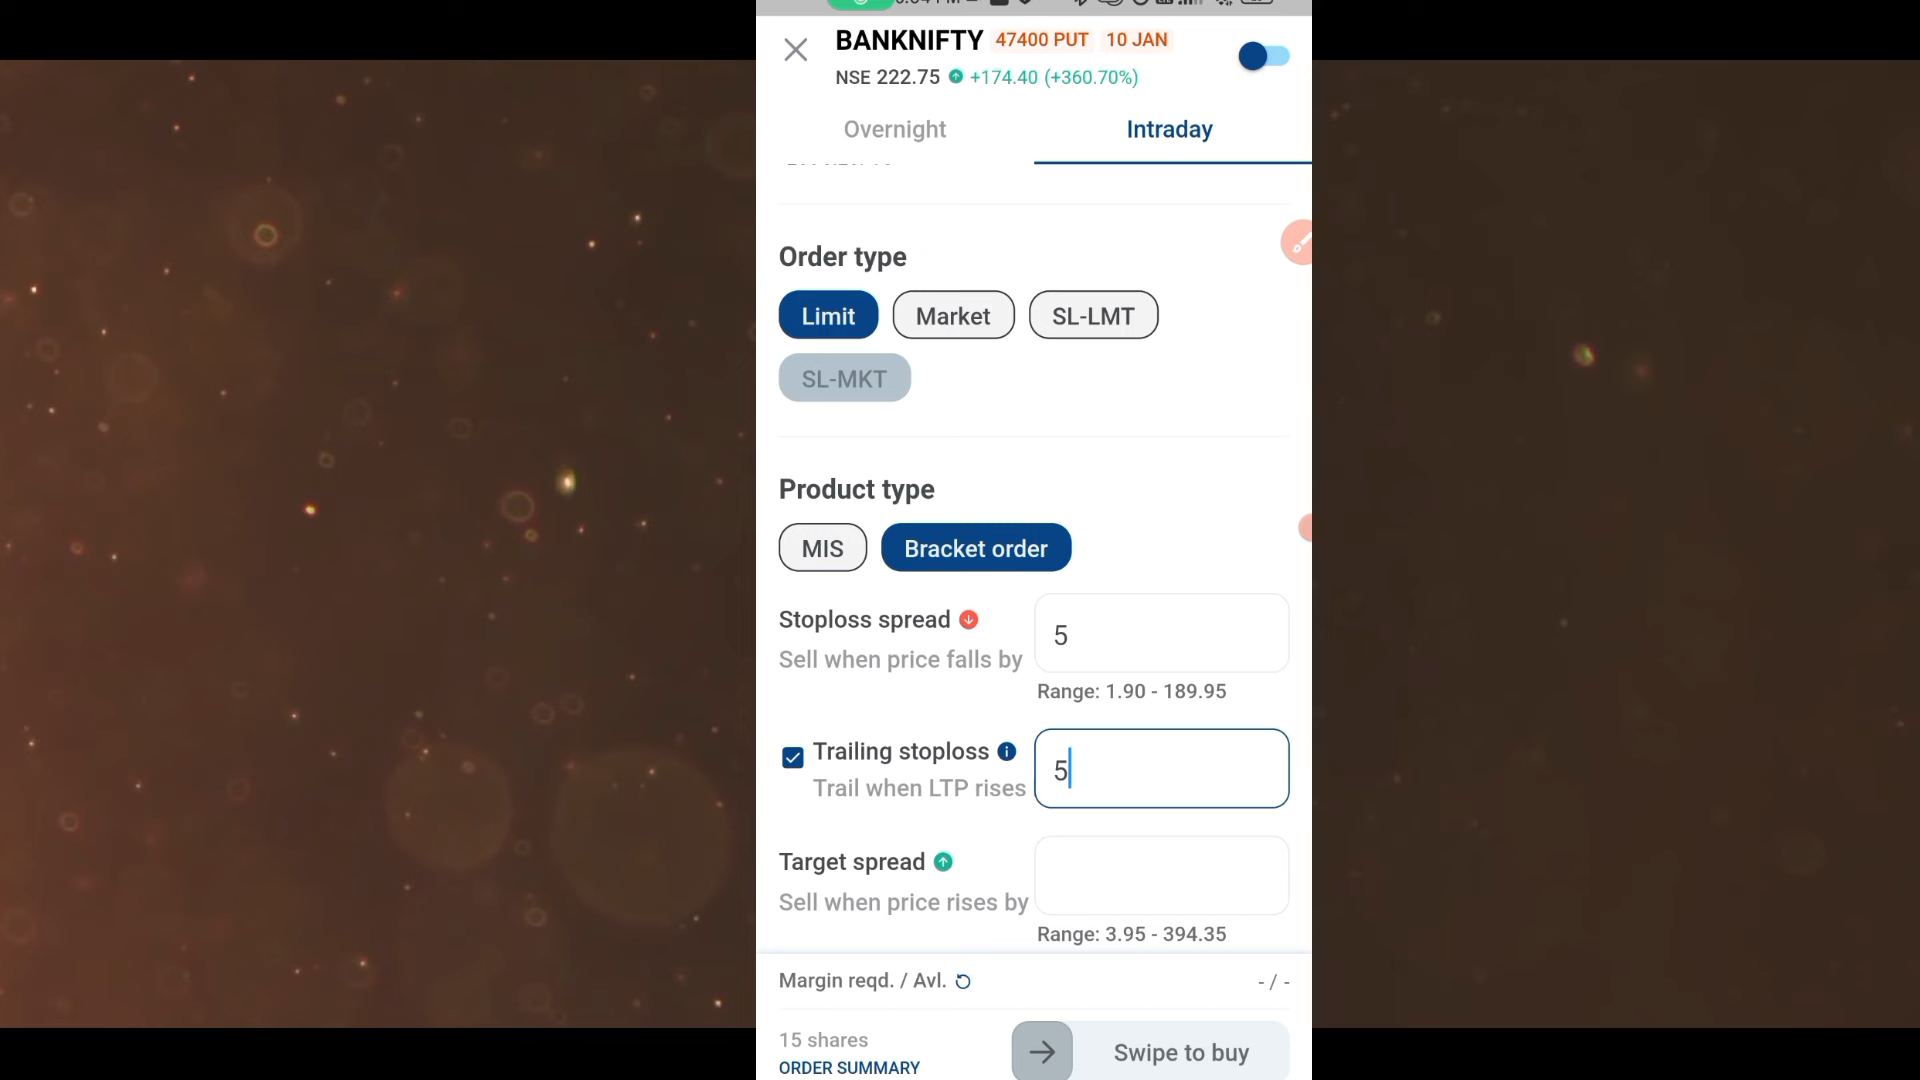 BANKNIFTY 47400 PUT 10 JAN
NSE 222.75 +174.40 (+360.70%)
Overnight Intraday
Order type
Limit Market SL-LMT
SL-MKT
Product type
MIS Bracket order
Stoploss spread 5
Sell when price falls by
Range: 1.90 - 189.95
Trailing stoploss 5
Trail when LTP rises
Target spread
Sell when price rises by
Range: 3.95 - 394.35
Margin reqd. / Avl. - / -
15 shares
Swipe to buy
ORDER SUMMARY